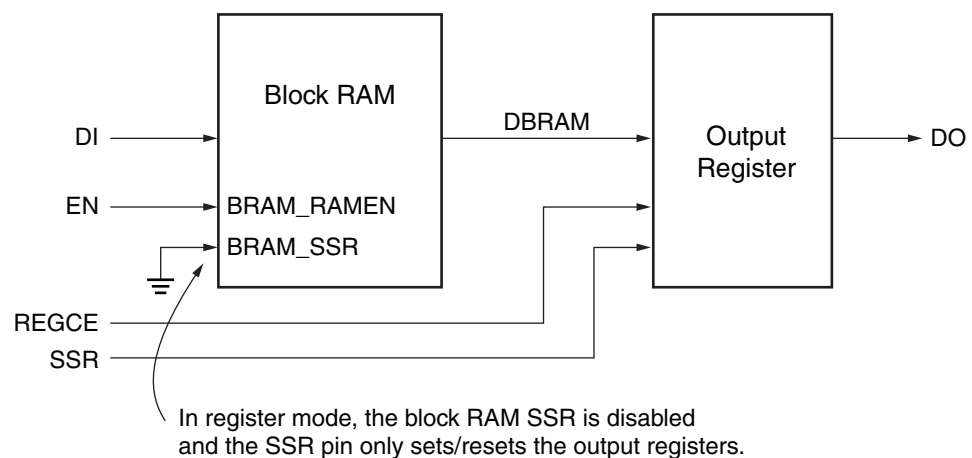 Block RAM
DI
DBRAM
Output
Register
DO
EN
BRAM_RAMEN
BRAM_SSR
REGCE
SSR
In register mode, the block RAM SSR is disabled
and the SSR pin only sets/resets the output registers.